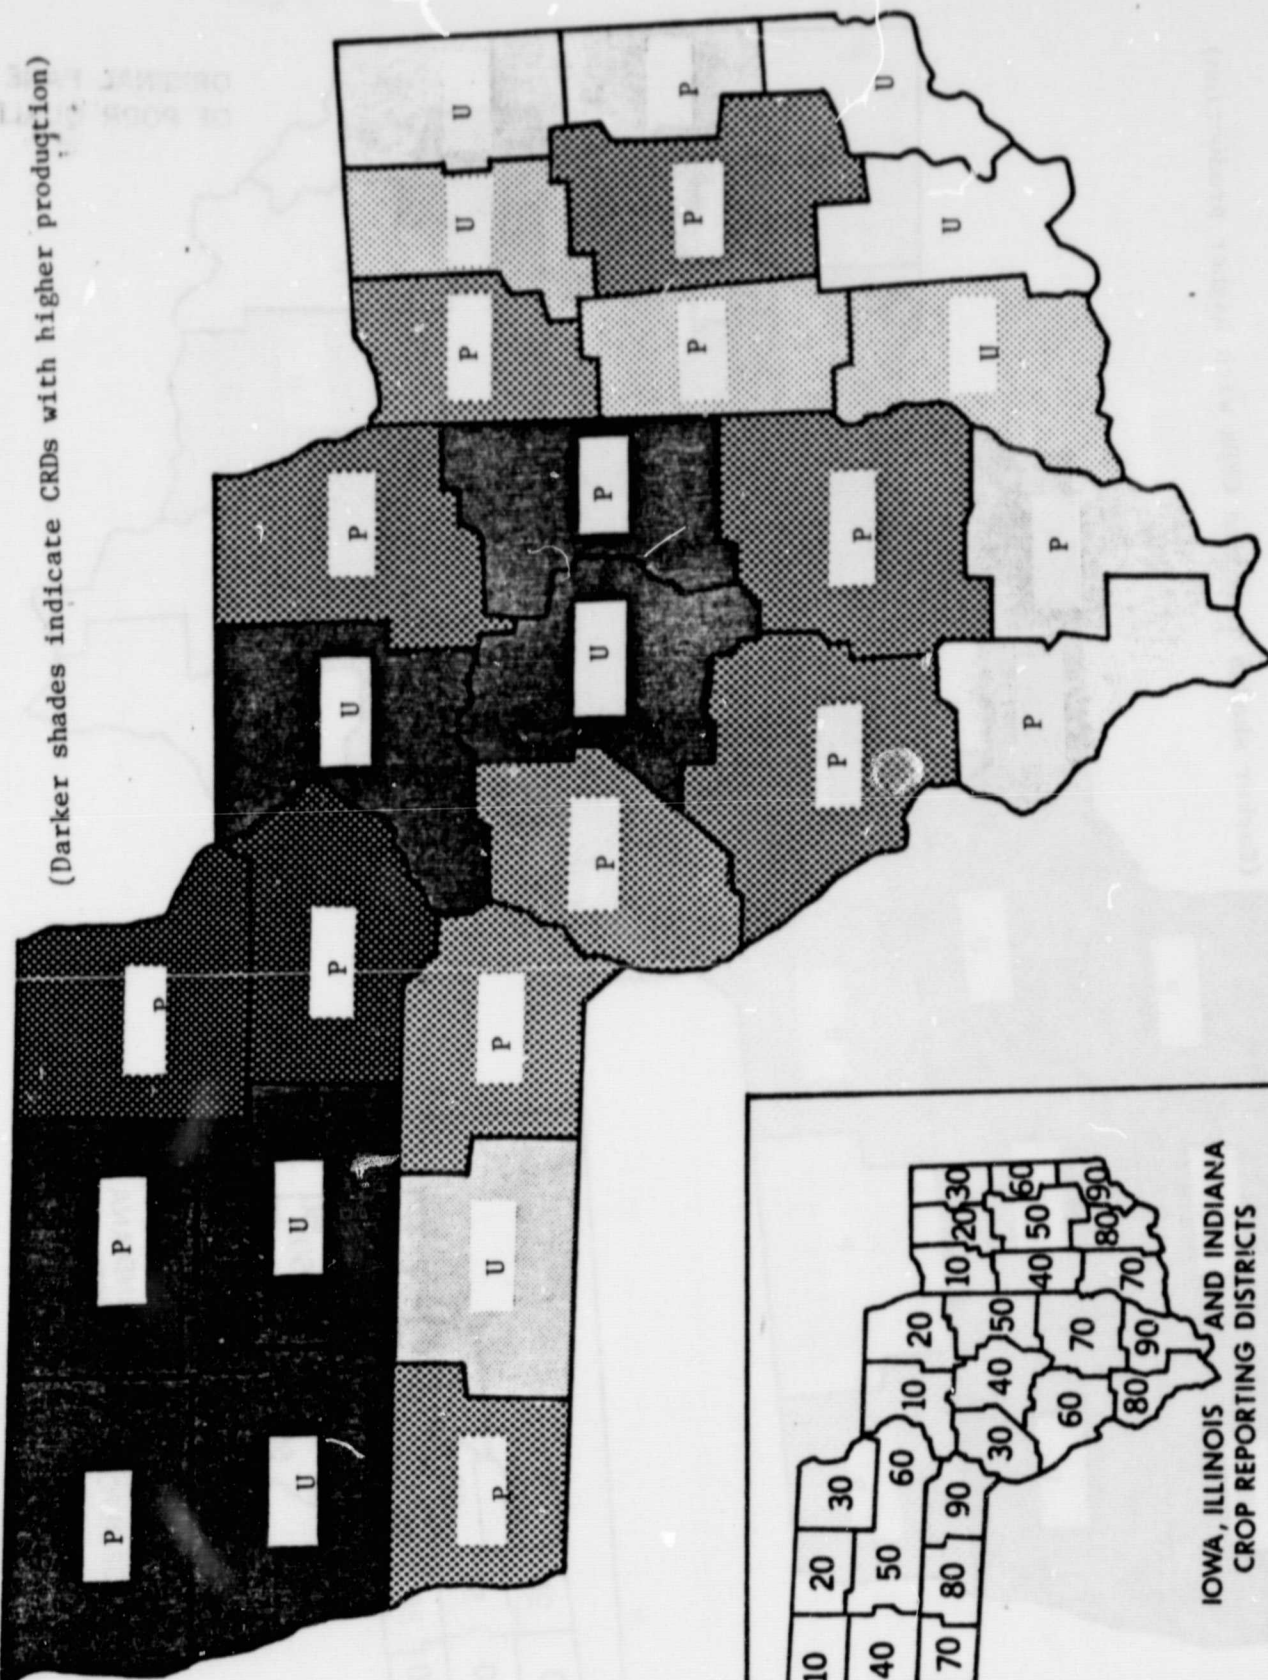 (Darker shades indicate CRDs with higher production)
P
P
P
U
U
P
P
U
P
U
P
P
U
P
P
P
P
P
P
U
U
P
P
P
U
U
U
10
20
30
40
50
60
70
80
90
10
20
30
40
50
60
70
80
90
10
20
30
40
50
60
70
80
90
IOWA, ILLINOIS AND INDIANA
CROP REPORTING DISTRICTS